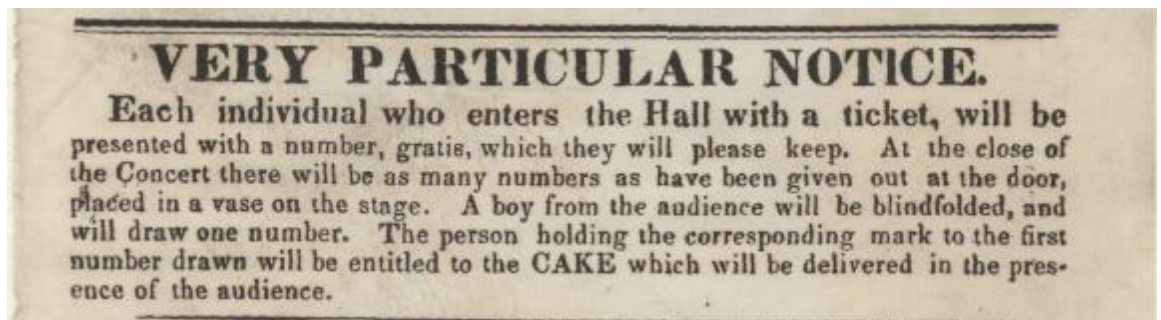 VERY PARTICULAR NOTICE.
Each individual who enters the Hall with a ticket, will be
presented with a number, gratis, which they will please keep. At the close of
the Concert there will be as many numbers as have been given out at the door,
placed in a vase on the stage. A boy from the audience will be blindfolded, and
will draw one number. The person holding the corresponding mark to the first
number drawn will be entitled to the CAKE which will be delivered in the pres-
ence of the audience.